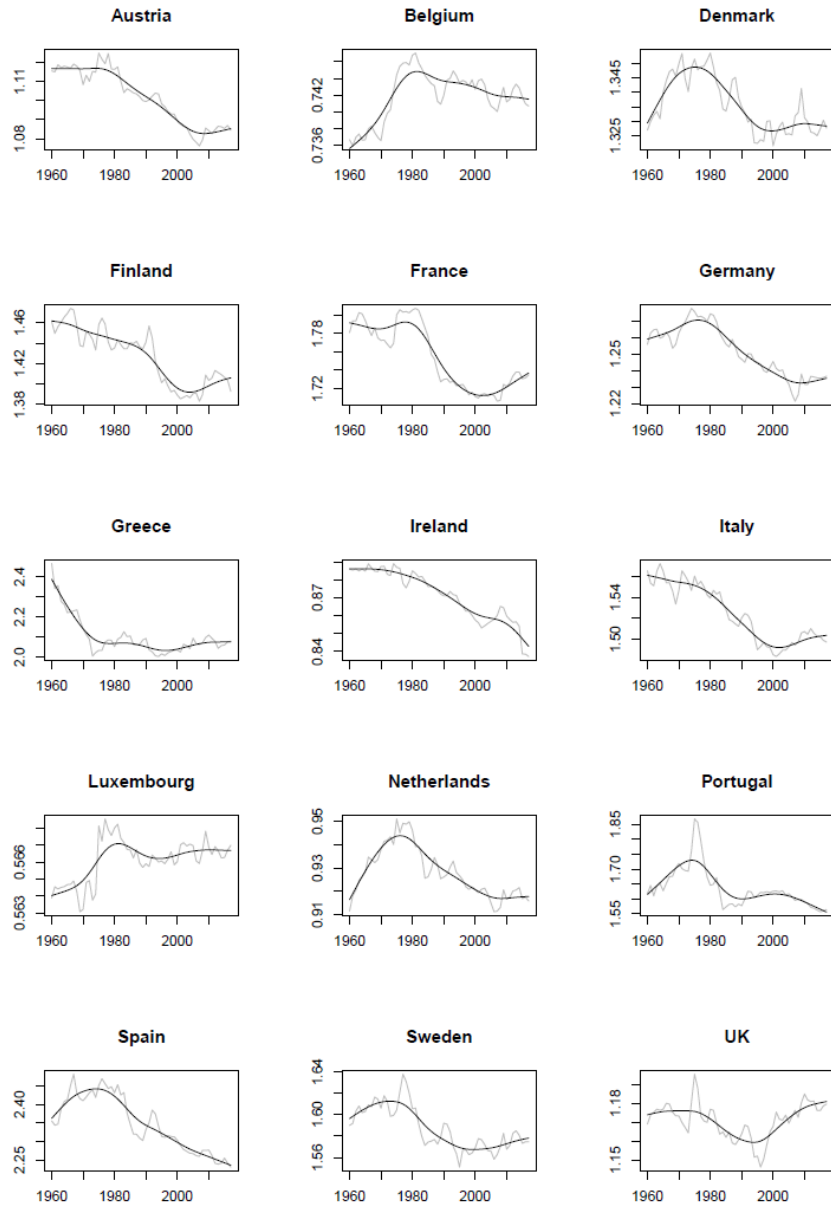 Austria
1.11
1.08
1960 1980 2000
Belgium
0.742
0.736
1960 1980 2000
Denmark
1.345
1.325
1960 1980 2000
Finland
1.46
1.42
1.38
1960 1980 2000
France
1.78
1.72
1960 1980 2000
Germany
1.25
1.22
1960 1980 2000
Greece
2.4
2.2
2.0
1960 1980 2000
Ireland
0.87
0.84
1960 1980 2000
Italy
1.54
1.50
1960 1980 2000
Luxembourg
0.566
0.563
1960 1980 2000
Netherlands
0.95
0.93
0.91
1960 1980 2000
Portugal
1.85
1.70
1.55
1960 1980 2000
Spain
2.40
2.25
1960 1980 2000
Sweden
1.64
1.60
1.56
1960 1980 2000
UK
1.18
1.15
1960 1980 2000